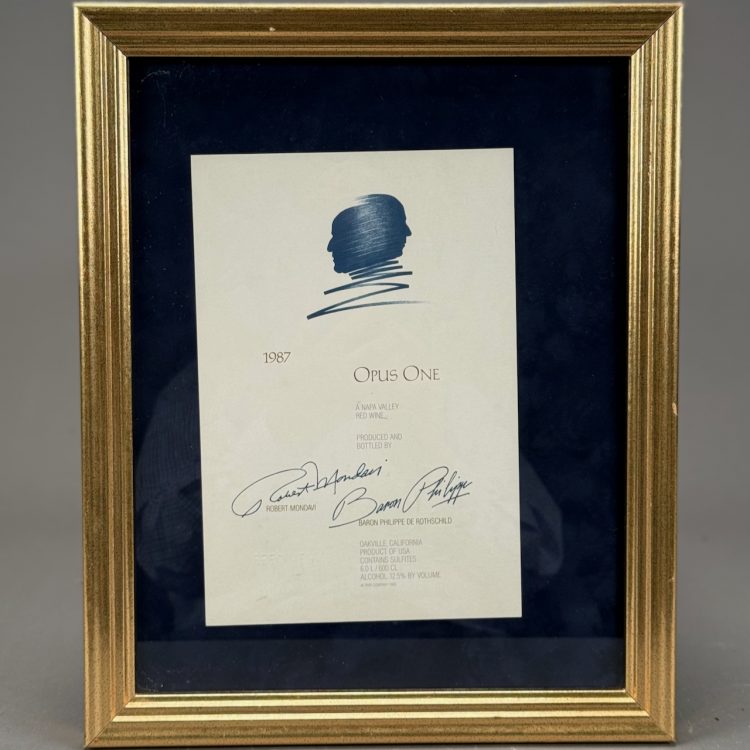 1987
OPUS ONE
A NAPA VALLEY
RED WINE
PRODUCED AND
BOTTLED BY
Robert Mondavi
Baron Philippe
ROBERT MONDAVI
BARON PHILIPPE DE ROTHSCHILD
OAKVILLE, CALIFORNIA
PRODUCT OF USA
CONTAINS SULFITES
6.0 L / 600 CL
ALCOHOL 12.5% BY VOLUME